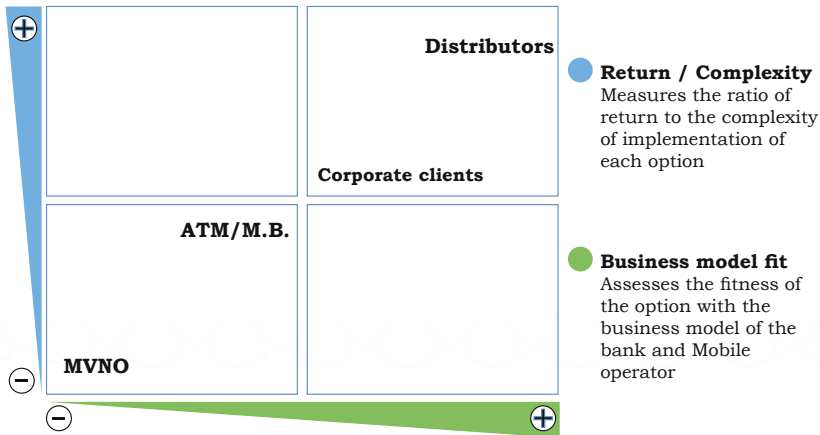 +
Distributors
Corporate clients
ATM/M.B.
MVNO
−
−
+
Return / Complexity
Measures the ratio of
return to the complexity
of implementation of
each option
Business model fit
Assesses the fitness of
the option with the
business model of the
bank and Mobile
operator